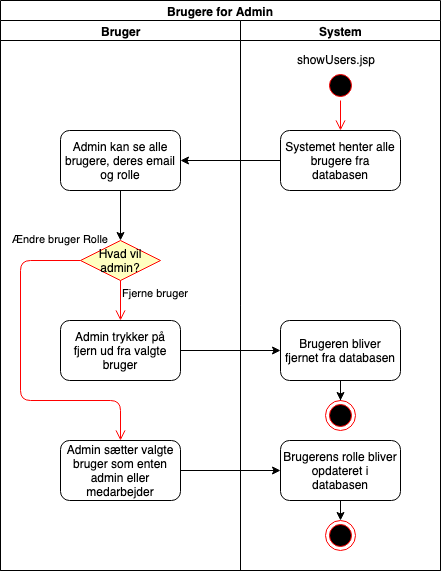 Brugere for Admin
Bruger
System
showUsers.jsp
Admin kan se alle
brugere, deres email
og rolle
Systemet henter alle
brugere fra
databasen
Ændre bruger Rolle
Hvad vil
admin?
Fjerne bruger
Admin trykker på
fjern ud fra valgte
bruger
Brugeren bliver
fjernet fra databasen
Admin sætter valgte
bruger som enten
admin eller
medarbejder
Brugerens rolle bliver
opdateret i
databasen